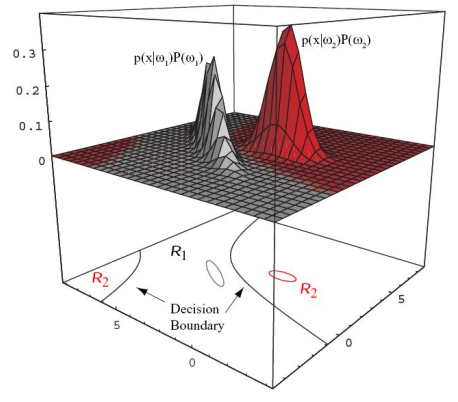 p(x|ω₂)P(ω₂)
p(x|ω₁)P(ω₁)
0.3
0.2
0.1
0
R₁
R₂
R₂
Decision
Boundary
5
0
0
5